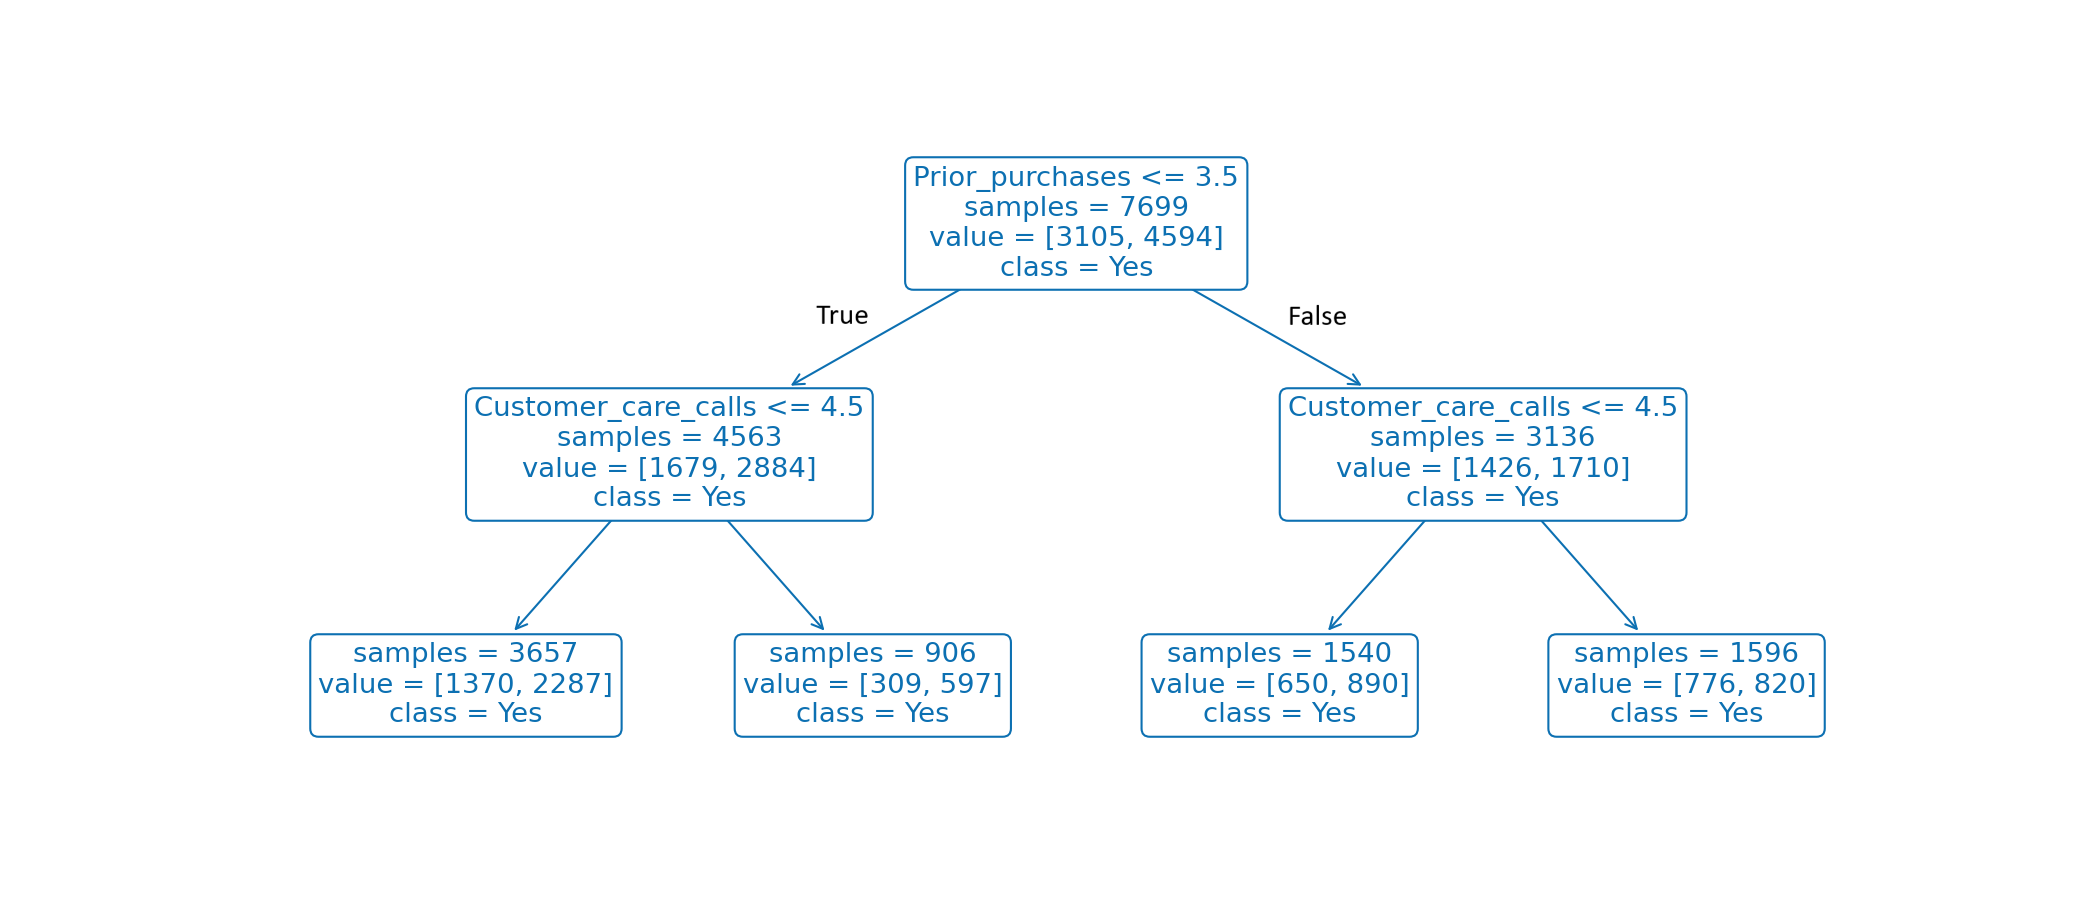 Prior_purchases <= 3.5
samples = 7699
value = [3105, 4594]
class = Yes
True
False
Customer_care_calls <= 4.5
samples = 4563
value = [1679, 2884]
class = Yes
Customer_care_calls <= 4.5
samples = 3136
value = [1426, 1710]
class = Yes
samples = 3657
value = [1370, 2287]
class = Yes
samples = 906
value = [309, 597]
class = Yes
samples = 1540
value = [650, 890]
class = Yes
samples = 1596
value = [776, 820]
class = Yes